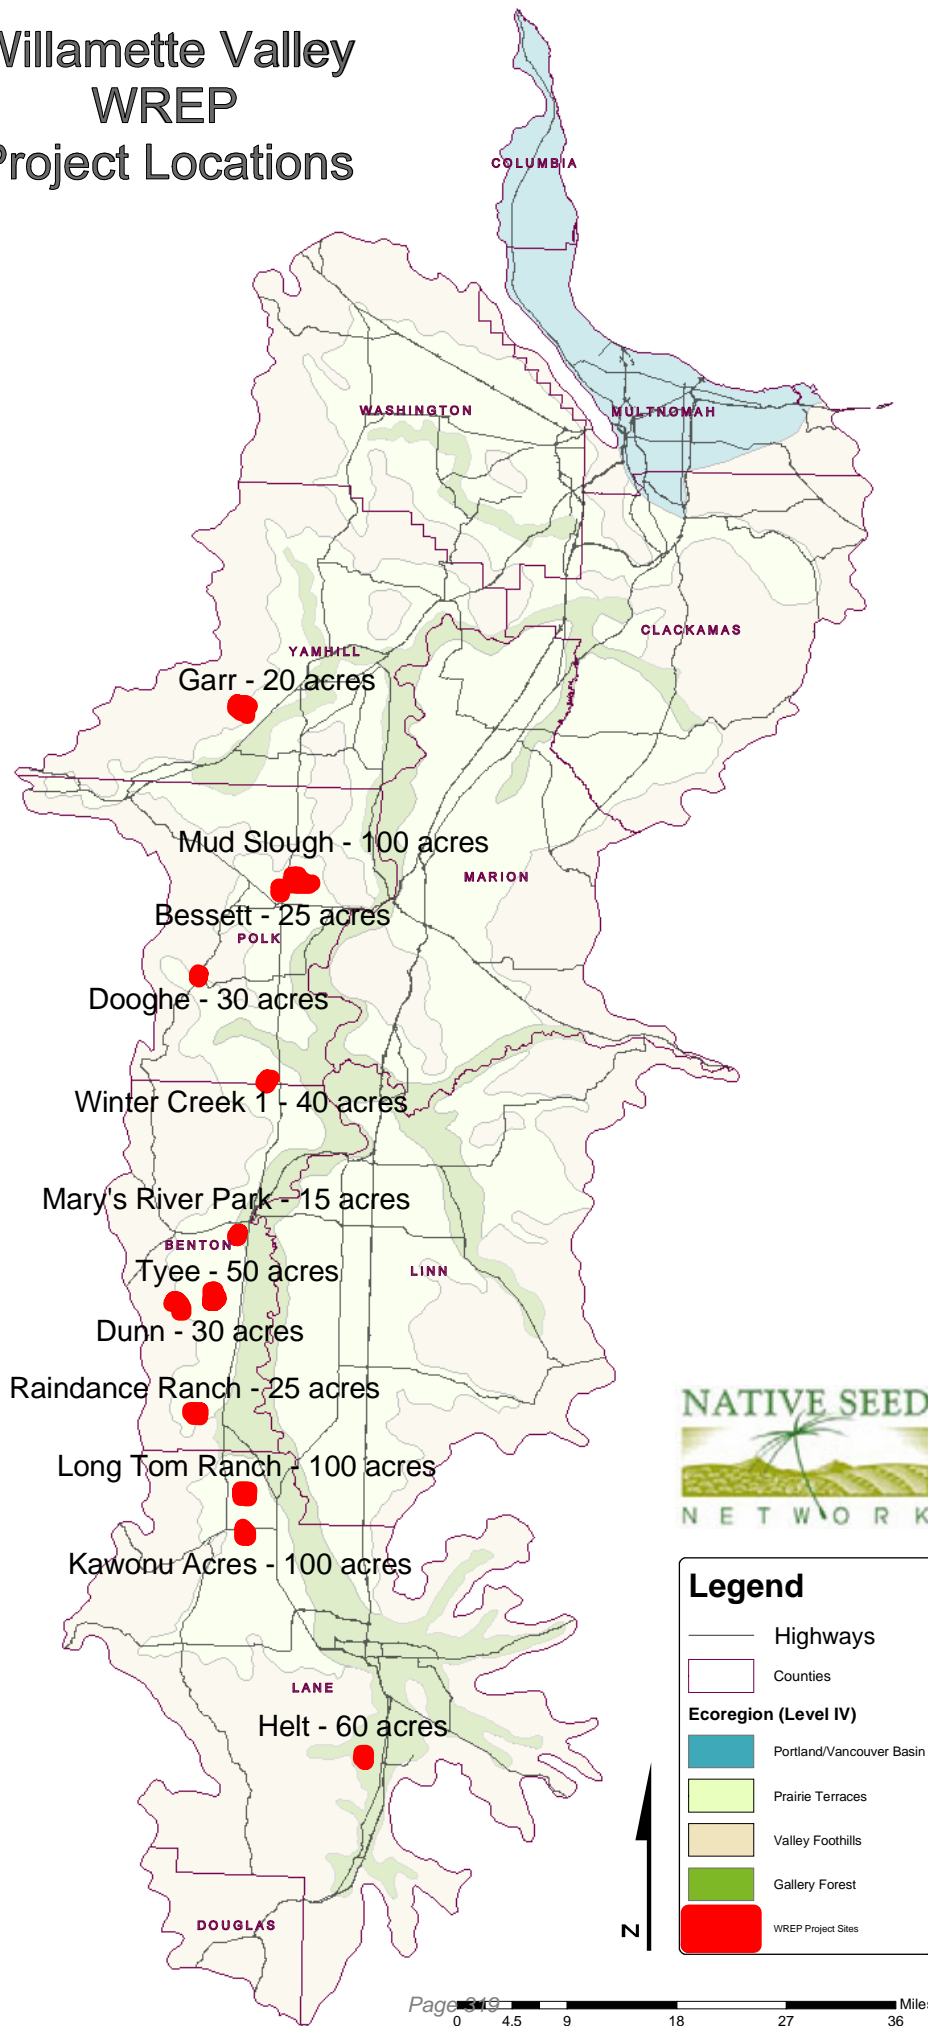 Willamette Valley
WREP
Project Locations
COLUMBIA
WASHINGTON
MULTNOMAH
CLACKAMAS
YAMHILL
Garr - 20 acres
Mud Slough - 100 acres
MARION
Bessett - 25 acres
POLK
Dooghe - 30 acres
Winter Creek 1 - 40 acres
Mary's River Park - 15 acres
BENTON
Tyee - 50 acres
LINN
Dunn - 30 acres
Raindance Ranch - 25 acres
Long Tom Ranch - 100 acres
Kawonu Acres - 100 acres
LANE
Helt - 60 acres
DOUGLAS
NATIVE SEED
NETWORK
Legend
Highways
Counties
Ecoregion (Level IV)
Portland/Vancouver Basin
Prairie Terraces
Valley Foothills
Gallery Forest
WREP Project Sites
N
Page 319
Miles
0 4.5 9 18 27 36